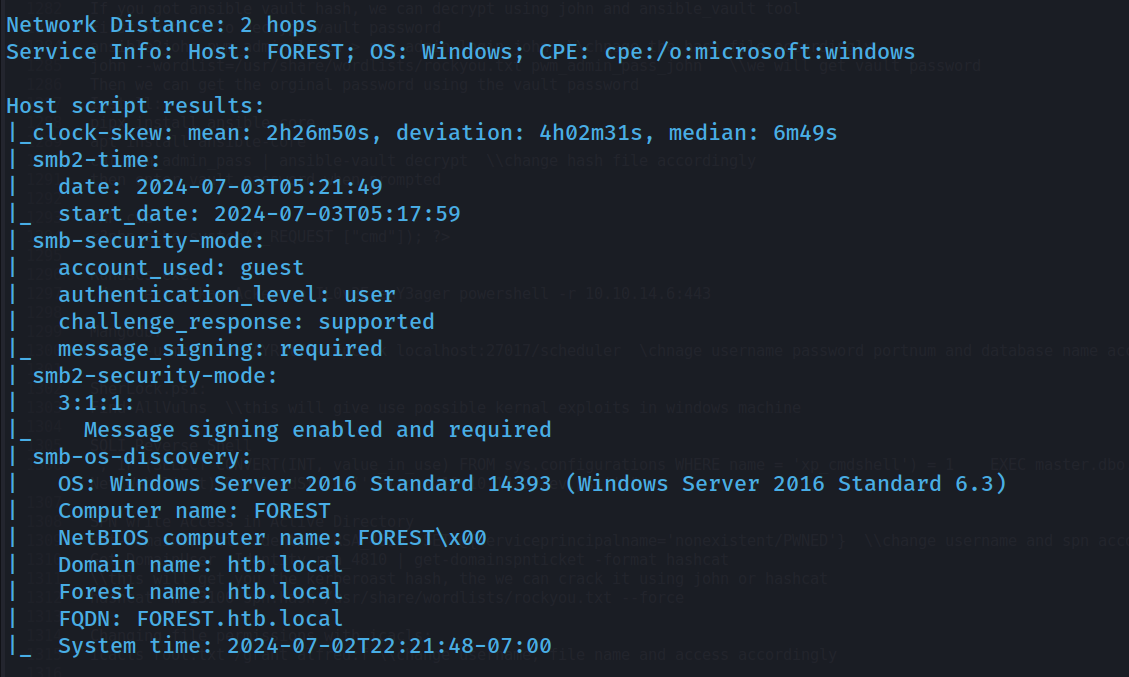 Network Distance: 2 hops
Service Info: Host: FOREST; OS: Windows; CPE: cpe:/o:microsoft:windows
Host script results:
|_clock-skew: mean: 2h26m50s, deviation: 4h02m31s, median: 6m49s
| smb2-time:
|   date: 2024-07-03T05:21:49
|_  start_date: 2024-07-03T05:17:59
| smb-security-mode:
|   account_used: guest
|   authentication_level: user
|   challenge_response: supported
|_  message_signing: required
| smb2-security-mode:
|   3:1:1:
|_    Message signing enabled and required
| smb-os-discovery:
|   OS: Windows Server 2016 Standard 14393 (Windows Server 2016 Standard 6.3)
|   Computer name: FOREST
|   NetBIOS computer name: FOREST\x00
|   Domain name: htb.local
|   Forest name: htb.local
|   FQDN: FOREST.htb.local
|_  System time: 2024-07-02T22:21:48-07:00